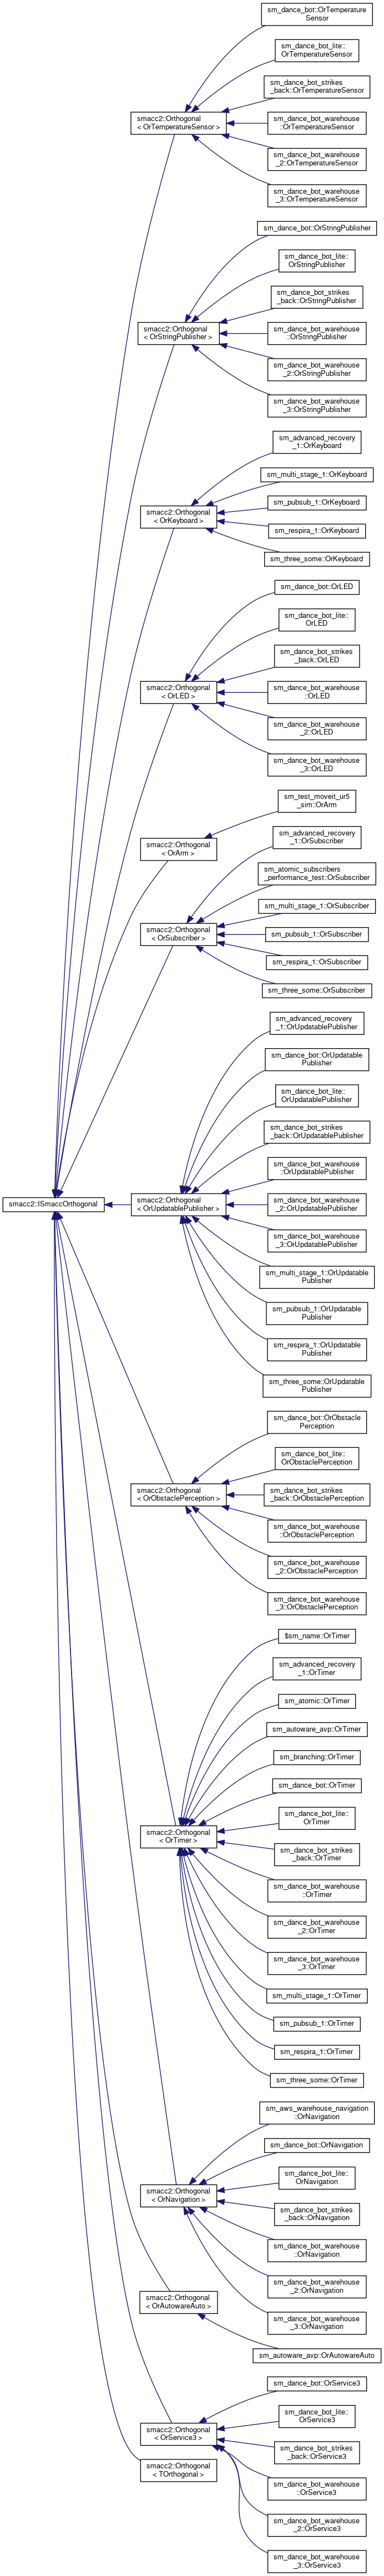 sm_dance_bot::OrTemperature
Sensor
sm_dance_bot_lite::
OrTemperatureSensor
sm_dance_bot_strikes
_back::OrTemperatureSensor
smacc2::Orthogonal
< OrTemperatureSensor >
sm_dance_bot_warehouse
::OrTemperatureSensor
sm_dance_bot_warehouse
_2::OrTemperatureSensor
sm_dance_bot_warehouse
_3::OrTemperatureSensor
sm_dance_bot::OrStringPublisher
sm_dance_bot_lite::
OrStringPublisher
sm_dance_bot_strikes
_back::OrStringPublisher
smacc2::Orthogonal
< OrStringPublisher >
sm_dance_bot_warehouse
::OrStringPublisher
sm_dance_bot_warehouse
_2::OrStringPublisher
sm_dance_bot_warehouse
_3::OrStringPublisher
sm_advanced_recovery
_1::OrKeyboard
sm_multi_stage_1::OrKeyboard
sm_pubsub_1::OrKeyboard
smacc2::Orthogonal
< OrKeyboard >
sm_respira_1::OrKeyboard
sm_three_some::OrKeyboard
sm_dance_bot::OrLED
sm_dance_bot_lite::
OrLED
sm_dance_bot_strikes
_back::OrLED
smacc2::Orthogonal
< OrLED >
sm_dance_bot_warehouse
::OrLED
sm_dance_bot_warehouse
_2::OrLED
sm_dance_bot_warehouse
_3::OrLED
sm_test_moveit_ur5
_sim::OrArm
smacc2::Orthogonal
< OrArm >
sm_advanced_recovery
_1::OrSubscriber
sm_atomic_subscribers
_performance_test::OrSubscriber
sm_multi_stage_1::OrSubscriber
smacc2::Orthogonal
< OrSubscriber >
sm_pubsub_1::OrSubscriber
sm_respira_1::OrSubscriber
sm_three_some::OrSubscriber
sm_advanced_recovery
_1::OrUpdatablePublisher
sm_dance_bot::OrUpdatable
Publisher
sm_dance_bot_lite::
OrUpdatablePublisher
sm_dance_bot_strikes
_back::OrUpdatablePublisher
sm_dance_bot_warehouse
::OrUpdatablePublisher
smacc2::ISmaccOrthogonal
smacc2::Orthogonal
< OrUpdatablePublisher >
sm_dance_bot_warehouse
_2::OrUpdatablePublisher
sm_dance_bot_warehouse
_3::OrUpdatablePublisher
sm_multi_stage_1::OrUpdatable
Publisher
sm_pubsub_1::OrUpdatable
Publisher
sm_respira_1::OrUpdatable
Publisher
sm_three_some::OrUpdatable
Publisher
sm_dance_bot::OrObstacle
Perception
sm_dance_bot_lite::
OrObstaclePerception
smacc2::Orthogonal
< OrObstaclePerception >
sm_dance_bot_strikes
_back::OrObstaclePerception
sm_dance_bot_warehouse
::OrObstaclePerception
sm_dance_bot_warehouse
_2::OrObstaclePerception
sm_dance_bot_warehouse
_3::OrObstaclePerception
$sm_name::OrTimer
sm_advanced_recovery
_1::OrTimer
sm_atomic::OrTimer
sm_autoware_avp::OrTimer
sm_branching::OrTimer
sm_dance_bot::OrTimer
sm_dance_bot_lite::
OrTimer
smacc2::Orthogonal
< OrTimer >
sm_dance_bot_strikes
_back::OrTimer
sm_dance_bot_warehouse
::OrTimer
sm_dance_bot_warehouse
_2::OrTimer
sm_dance_bot_warehouse
_3::OrTimer
sm_multi_stage_1::OrTimer
sm_pubsub_1::OrTimer
sm_respira_1::OrTimer
sm_three_some::OrTimer
sm_aws_warehouse_navigation
::OrNavigation
sm_dance_bot::OrNavigation
sm_dance_bot_lite::
OrNavigation
smacc2::Orthogonal
< OrNavigation >
sm_dance_bot_strikes
_back::OrNavigation
sm_dance_bot_warehouse
::OrNavigation
sm_dance_bot_warehouse
_2::OrNavigation
sm_dance_bot_warehouse
_3::OrNavigation
smacc2::Orthogonal
< OrAutowareAuto >
sm_autoware_avp::OrAutowareAuto
sm_dance_bot::OrService3
sm_dance_bot_lite::
OrService3
smacc2::Orthogonal
< OrService3 >
sm_dance_bot_strikes
_back::OrService3
smacc2::Orthogonal
< TOrthogonal >
sm_dance_bot_warehouse
::OrService3
sm_dance_bot_warehouse
_2::OrService3
sm_dance_bot_warehouse
_3::OrService3